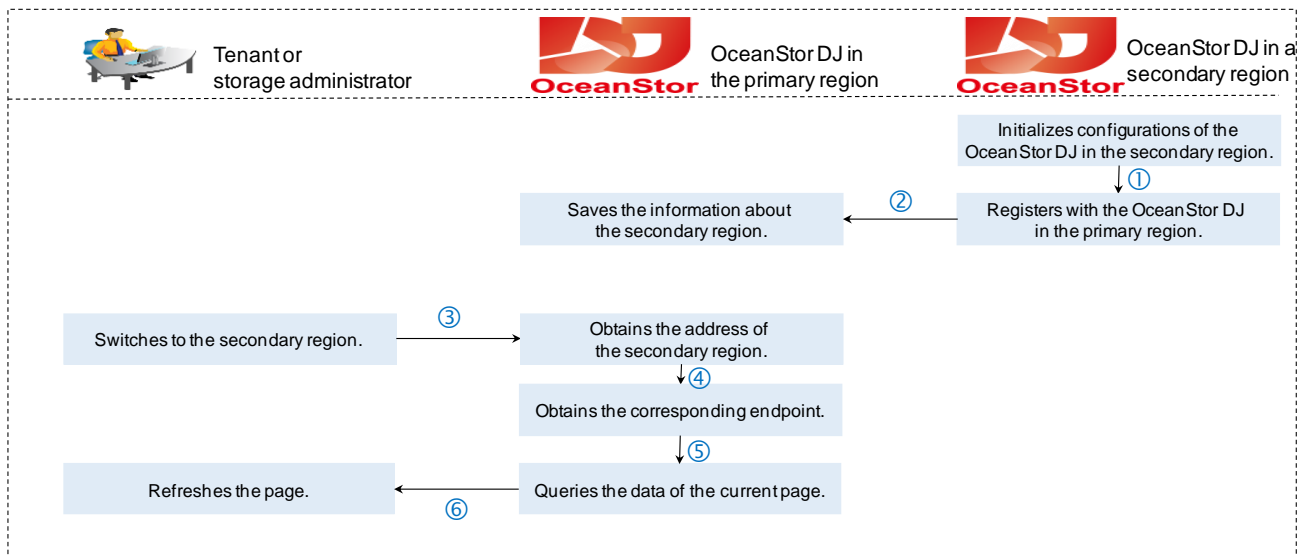 Tenant or
storage administrator
OceanStor
OceanStor DJ in
the primary region
OceanStor
OceanStor DJ in a
secondary region
Initializes configurations of the
OceanStor DJ in the secondary region.
①
Saves the information about
the secondary region.
②
Registers with the OceanStor DJ
in the primary region.
Switches to the secondary region.
③
Obtains the address of
the secondary region.
④
Obtains the corresponding endpoint.
⑤
Refreshes the page.
⑥
Queries the data of the current page.